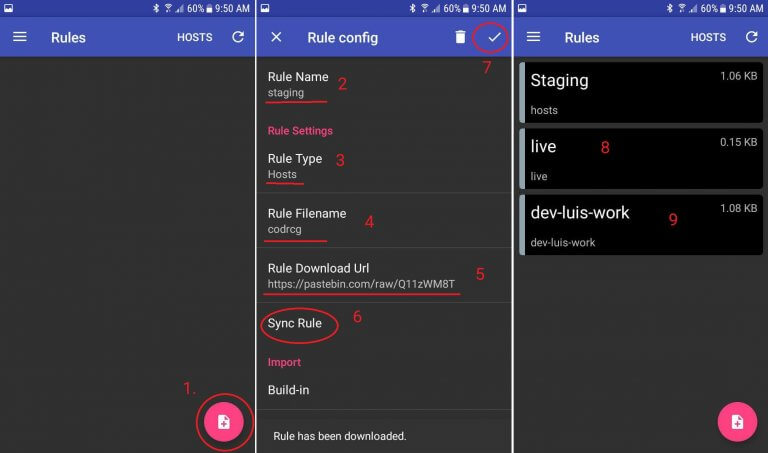 60% 9:50 AM
Rules HOSTS
1.
60% 9:50 AM
Rule config
7
Rule Name 2
staging
Rule Settings
Rule Type 3
Hosts
Rule Filename 4
codrcg
Rule Download Url 5
https://pastebin.com/raw/Q11zWM8T
Sync Rule 6
Import
Build-in
Rule has been downloaded.
60% 9:50 AM
Rules HOSTS
Staging 1.06 KB
hosts
live 8 0.15 KB
live
dev-luis-work 9 1.08 KB
dev-luis-work